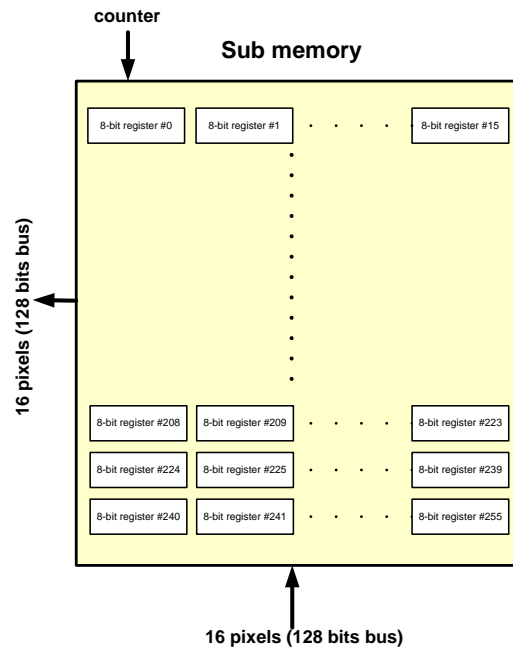 counter
Sub memory
8-bit register #0 8-bit register #1 . . . . . 8-bit register #15
16 pixels (128 bits bus)
8-bit register #208 8-bit register #209 . . . . . 8-bit register #223
8-bit register #224 8-bit register #225 . . . . . 8-bit register #239
8-bit register #240 8-bit register #241 . . . . . 8-bit register #255
16 pixels (128 bits bus)